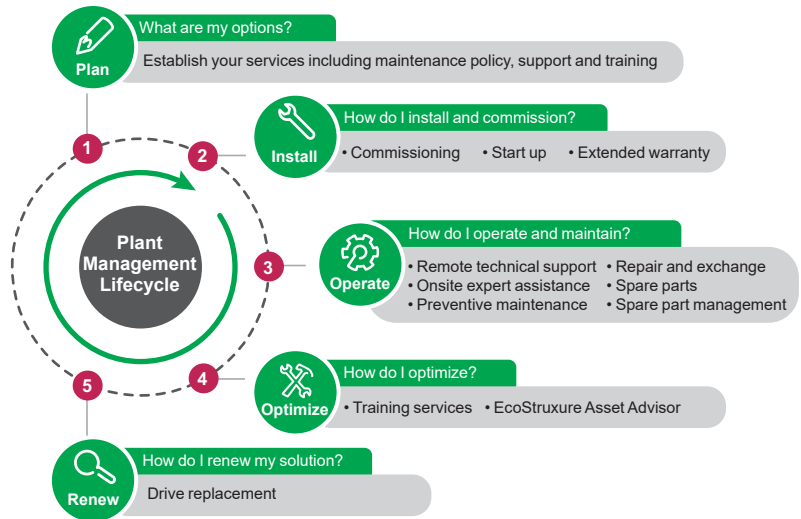 What are my options?
Plan
Establish your services including maintenance policy, support and training
1
2
How do I install and commission?
Install
• Commissioning • Start up • Extended warranty
Plant
Management
Lifecycle
3
How do I operate and maintain?
Operate
• Remote technical support • Repair and exchange
• Onsite expert assistance • Spare parts
• Preventive maintenance • Spare part management
4
How do I optimize?
Optimize
• Training services • EcoStruxure Asset Advisor
5
How do I renew my solution?
Renew
Drive replacement